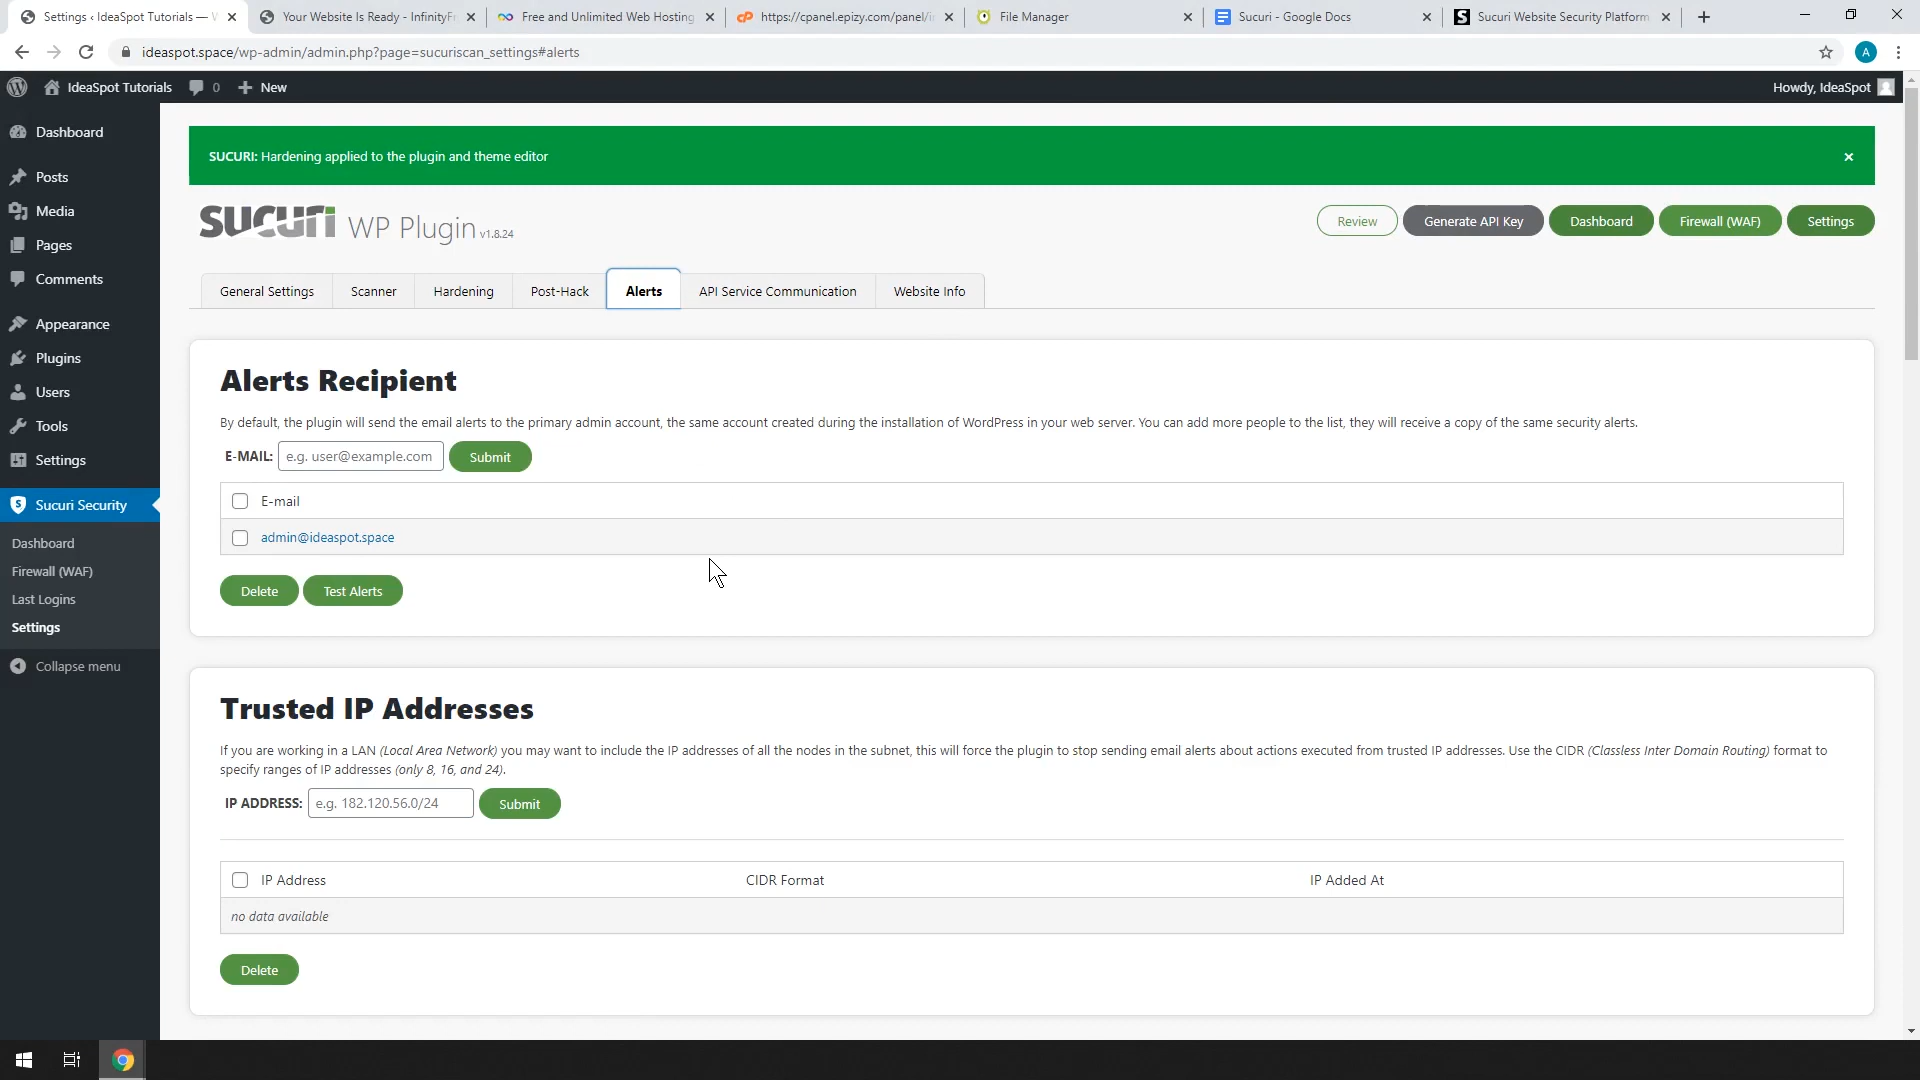 Settings ‹ IdeaSpot Tutorials — W
Your Website Is Ready - InfinityFr
Free and Unlimited Web Hosting
https://cpanel.epizy.com/panel/in
File Manager
Sucuri - Google Docs
Sucuri Website Security Platform
ideaspot.space/wp-admin/admin.php?page=sucuriscan_settings#alerts
A
IdeaSpot Tutorials
0
New
Howdy, IdeaSpot
Dashboard
Posts
Media
Pages
Comments
Appearance
Plugins
Users
Tools
Settings
Sucuri Security
Dashboard
Firewall (WAF)
Last Logins
Settings
Collapse menu
SUCURI: Hardening applied to the plugin and theme editor
SUCURI WP Plugin v1.8.24
Review
Generate API Key
Dashboard
Firewall (WAF)
Settings
General Settings
Scanner
Hardening
Post-Hack
Alerts
API Service Communication
Website Info
Alerts Recipient
By default, the plugin will send the email alerts to the primary admin account, the same account created during the installation of WordPress in your web server. You can add more people to the list, they will receive a copy of the same security alerts.
E-MAIL: e.g. user@example.com Submit
E-mail
admin@ideaspot.space
Delete
Test Alerts
Trusted IP Addresses
If you are working in a LAN (Local Area Network) you may want to include the IP addresses of all the nodes in the subnet, this will force the plugin to stop sending email alerts about actions executed from trusted IP addresses. Use the CIDR (Classless Inter Domain Routing) format to
specify ranges of IP addresses (only 8, 16, and 24).
IP ADDRESS: e.g. 182.120.56.0/24 Submit
IP Address CIDR Format IP Added At
no data available
Delete